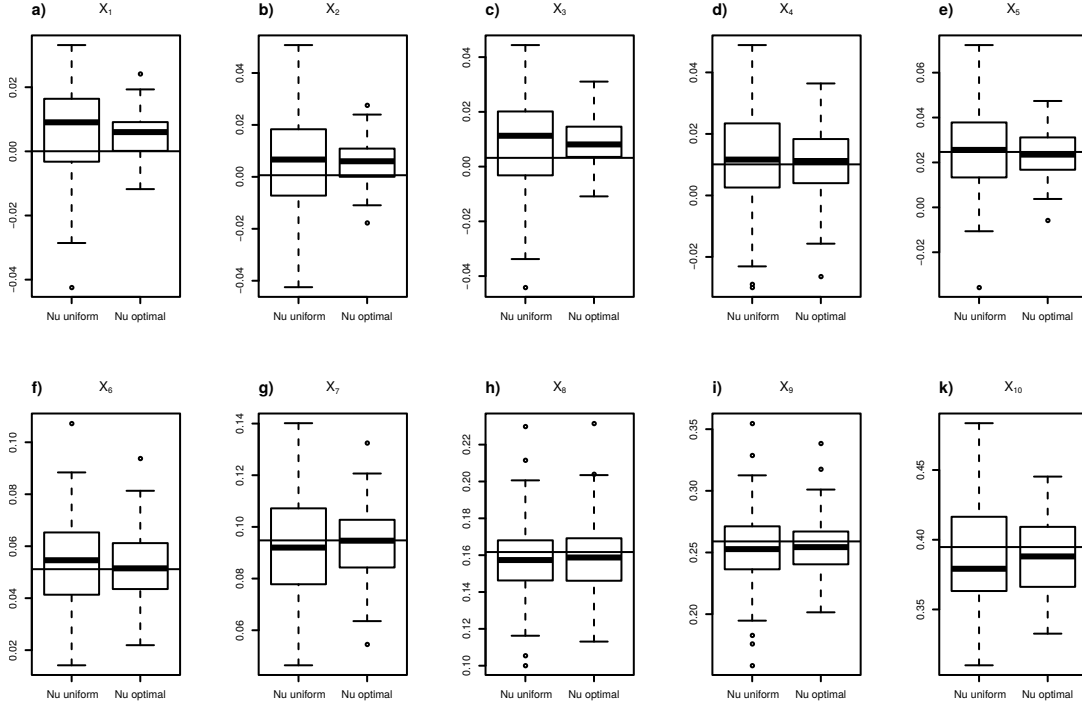 a) X₁
0.02
0.00
−0.02
−0.04
Nu uniform Nu optimal
b) X₂
0.04
0.02
0.00
−0.02
−0.04
Nu uniform Nu optimal
c) X₃
0.04
0.02
0.00
−0.02
−0.04
Nu uniform Nu optimal
d) X₄
0.04
0.02
0.00
−0.02
Nu uniform Nu optimal
e) X₅
0.06
0.04
0.02
0.00
−0.02
Nu uniform Nu optimal
f) X₆
0.10
0.08
0.06
0.04
0.02
Nu uniform Nu optimal
g) X₇
0.14
0.12
0.10
0.08
0.06
Nu uniform Nu optimal
h) X₈
0.22
0.20
0.18
0.16
0.14
0.12
0.10
Nu uniform Nu optimal
i) X₉
0.35
0.30
0.25
0.20
Nu uniform Nu optimal
k) X₁₀
0.45
0.40
0.35
Nu uniform Nu optimal